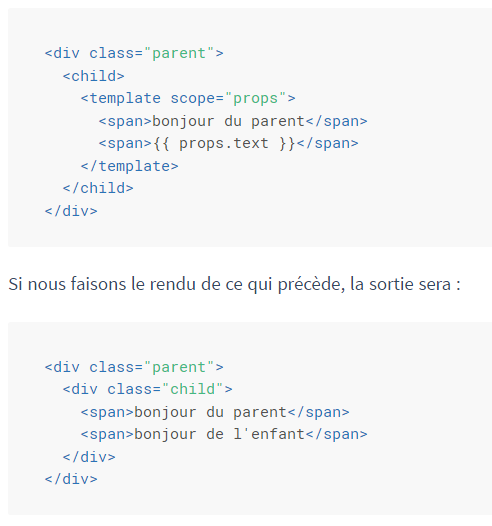 <div class="parent">
  <child>
    <template scope="props">
      <span>bonjour du parent</span>
      <span>{{ props.text }}</span>
    </template>
  </child>
</div>
Si nous faisons le rendu de ce qui précède, la sortie sera :
<div class="parent">
  <div class="child">
    <span>bonjour du parent</span>
    <span>bonjour de l'enfant</span>
  </div>
</div>